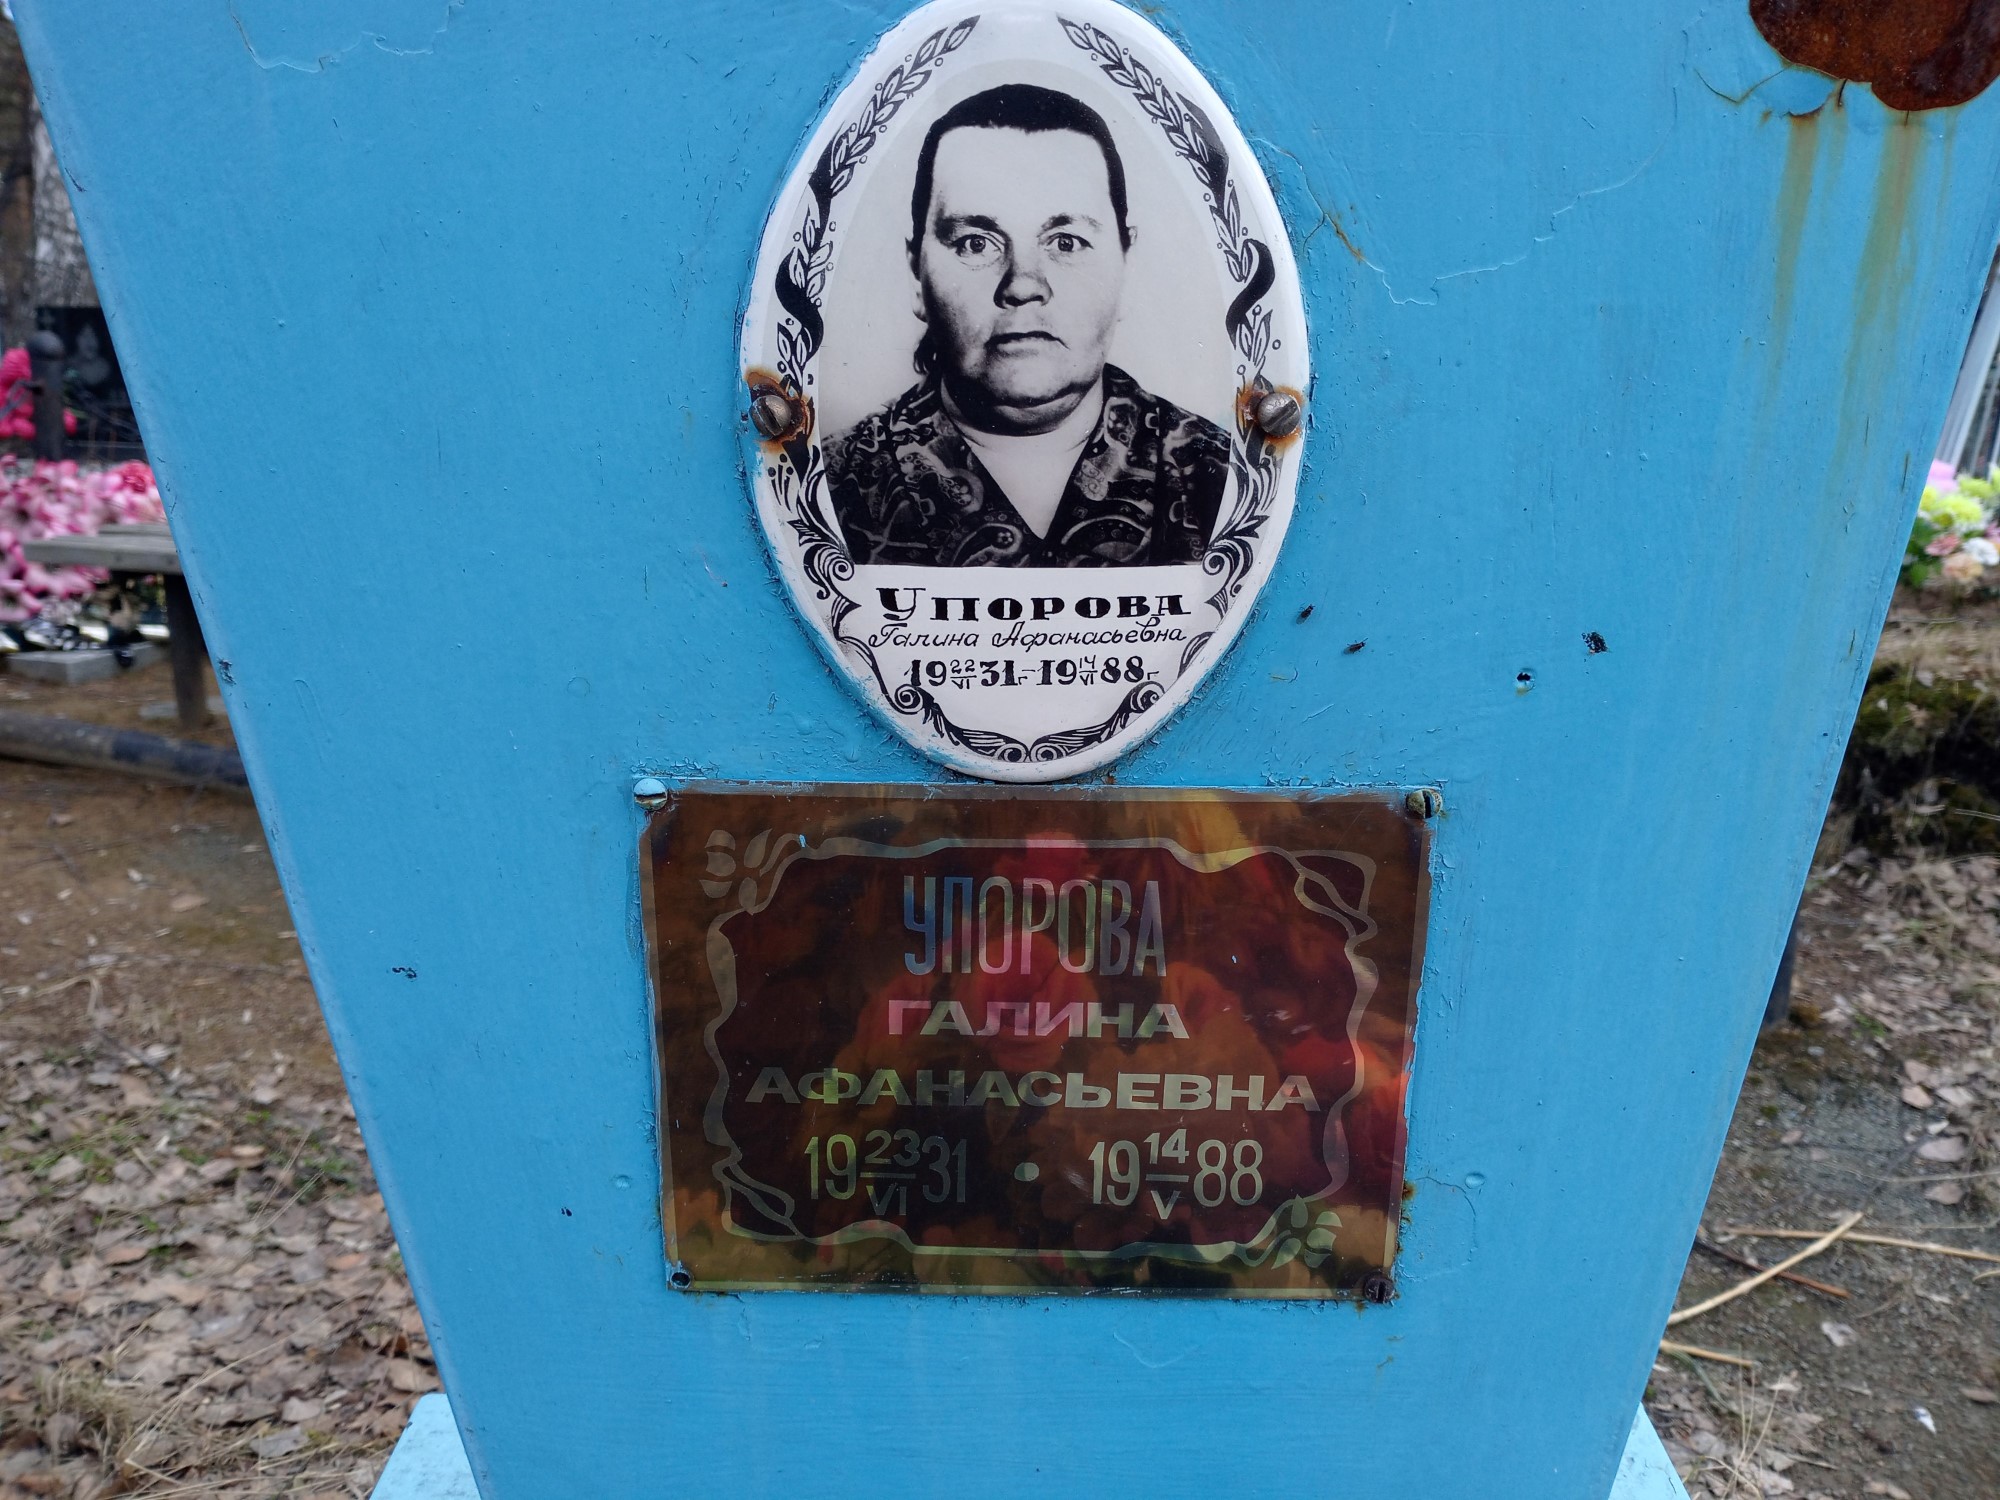 УПОРОВА
Галина Афанасьевна
19 22/VI 31г-19 14/VI 88г
УПОРОВА
ГАЛИНА
АФАНАСЬЕВНА
19 23/VI 31 • 19 14/V 88